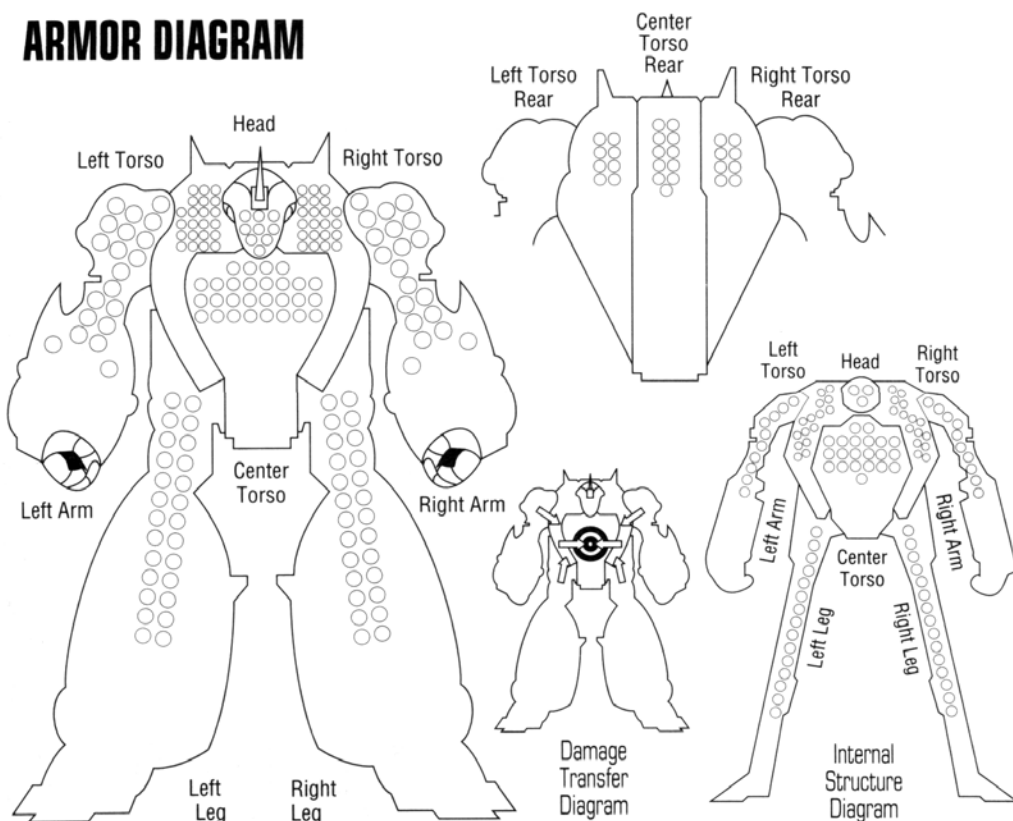 ARMOR DIAGRAM
Head
Left Torso
Right Torso
Left Arm
Center
Torso
Right Arm
Left
Leg
Right
Leg
Center
Torso
Rear
Left Torso
Rear
Right Torso
Rear
Damage
Transfer
Diagram
Left
Torso
Head
Right
Torso
Left Arm
Right Arm
Center
Torso
Left Leg
Right Leg
Internal
Structure
Diagram